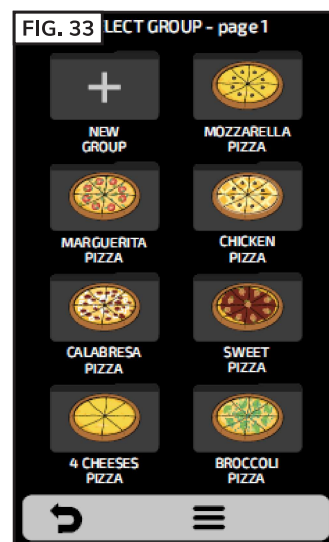 FIG. 33
LECT GROUP - page 1
NEW
GROUP
MOZZARELLA
PIZZA
MARGUERITA
PIZZA
CHICKEN
PIZZA
CALABRESA
PIZZA
SWEET
PIZZA
4 CHEESES
PIZZA
BROCCOLI
PIZZA